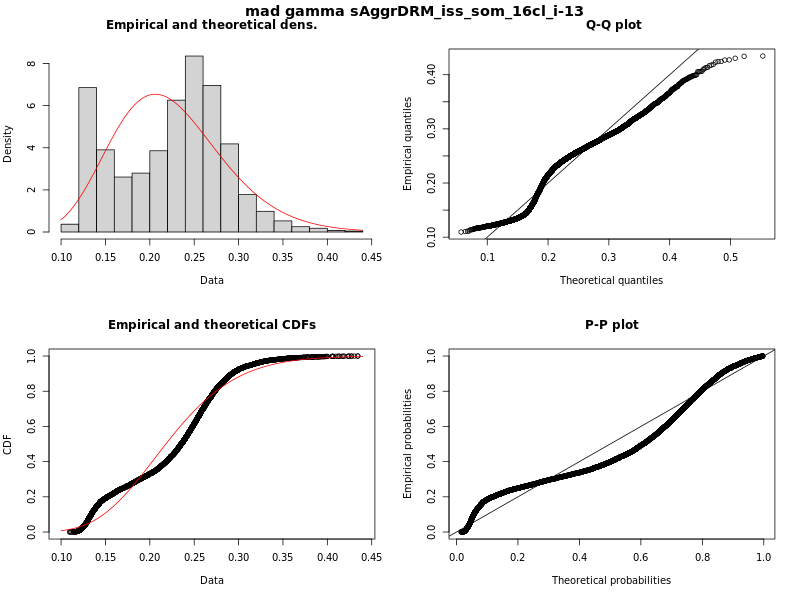 mad gamma sAggrDRM_iss_som_16cl_i-13
Empirical and theoretical dens.
Density
0 2 4 6 8
0.10 0.15 0.20 0.25 0.30 0.35 0.40 0.45
Data
Q-Q plot
Empirical quantiles
0.10 0.20 0.30 0.40
0.1 0.2 0.3 0.4 0.5
Theoretical quantiles
Empirical and theoretical CDFs
CDF
0.0 0.2 0.4 0.6 0.8 1.0
0.10 0.15 0.20 0.25 0.30 0.35 0.40 0.45
Data
P-P plot
Empirical probabilities
0.0 0.2 0.4 0.6 0.8 1.0
0.0 0.2 0.4 0.6 0.8 1.0
Theoretical probabilities